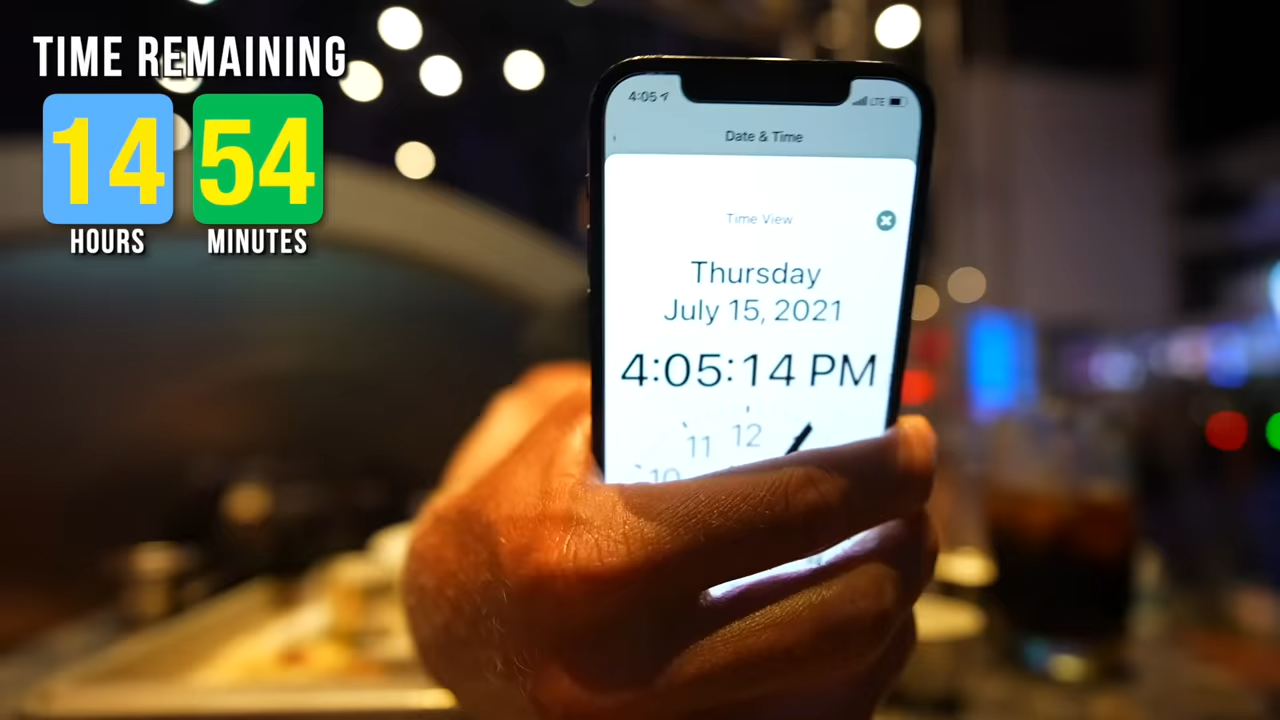 TIME REMAINING
14 54
HOURS MINUTES
4:05 LTE
Date & Time
Time View
Thursday
July 15, 2021
4:05:14 PM
11 12
10